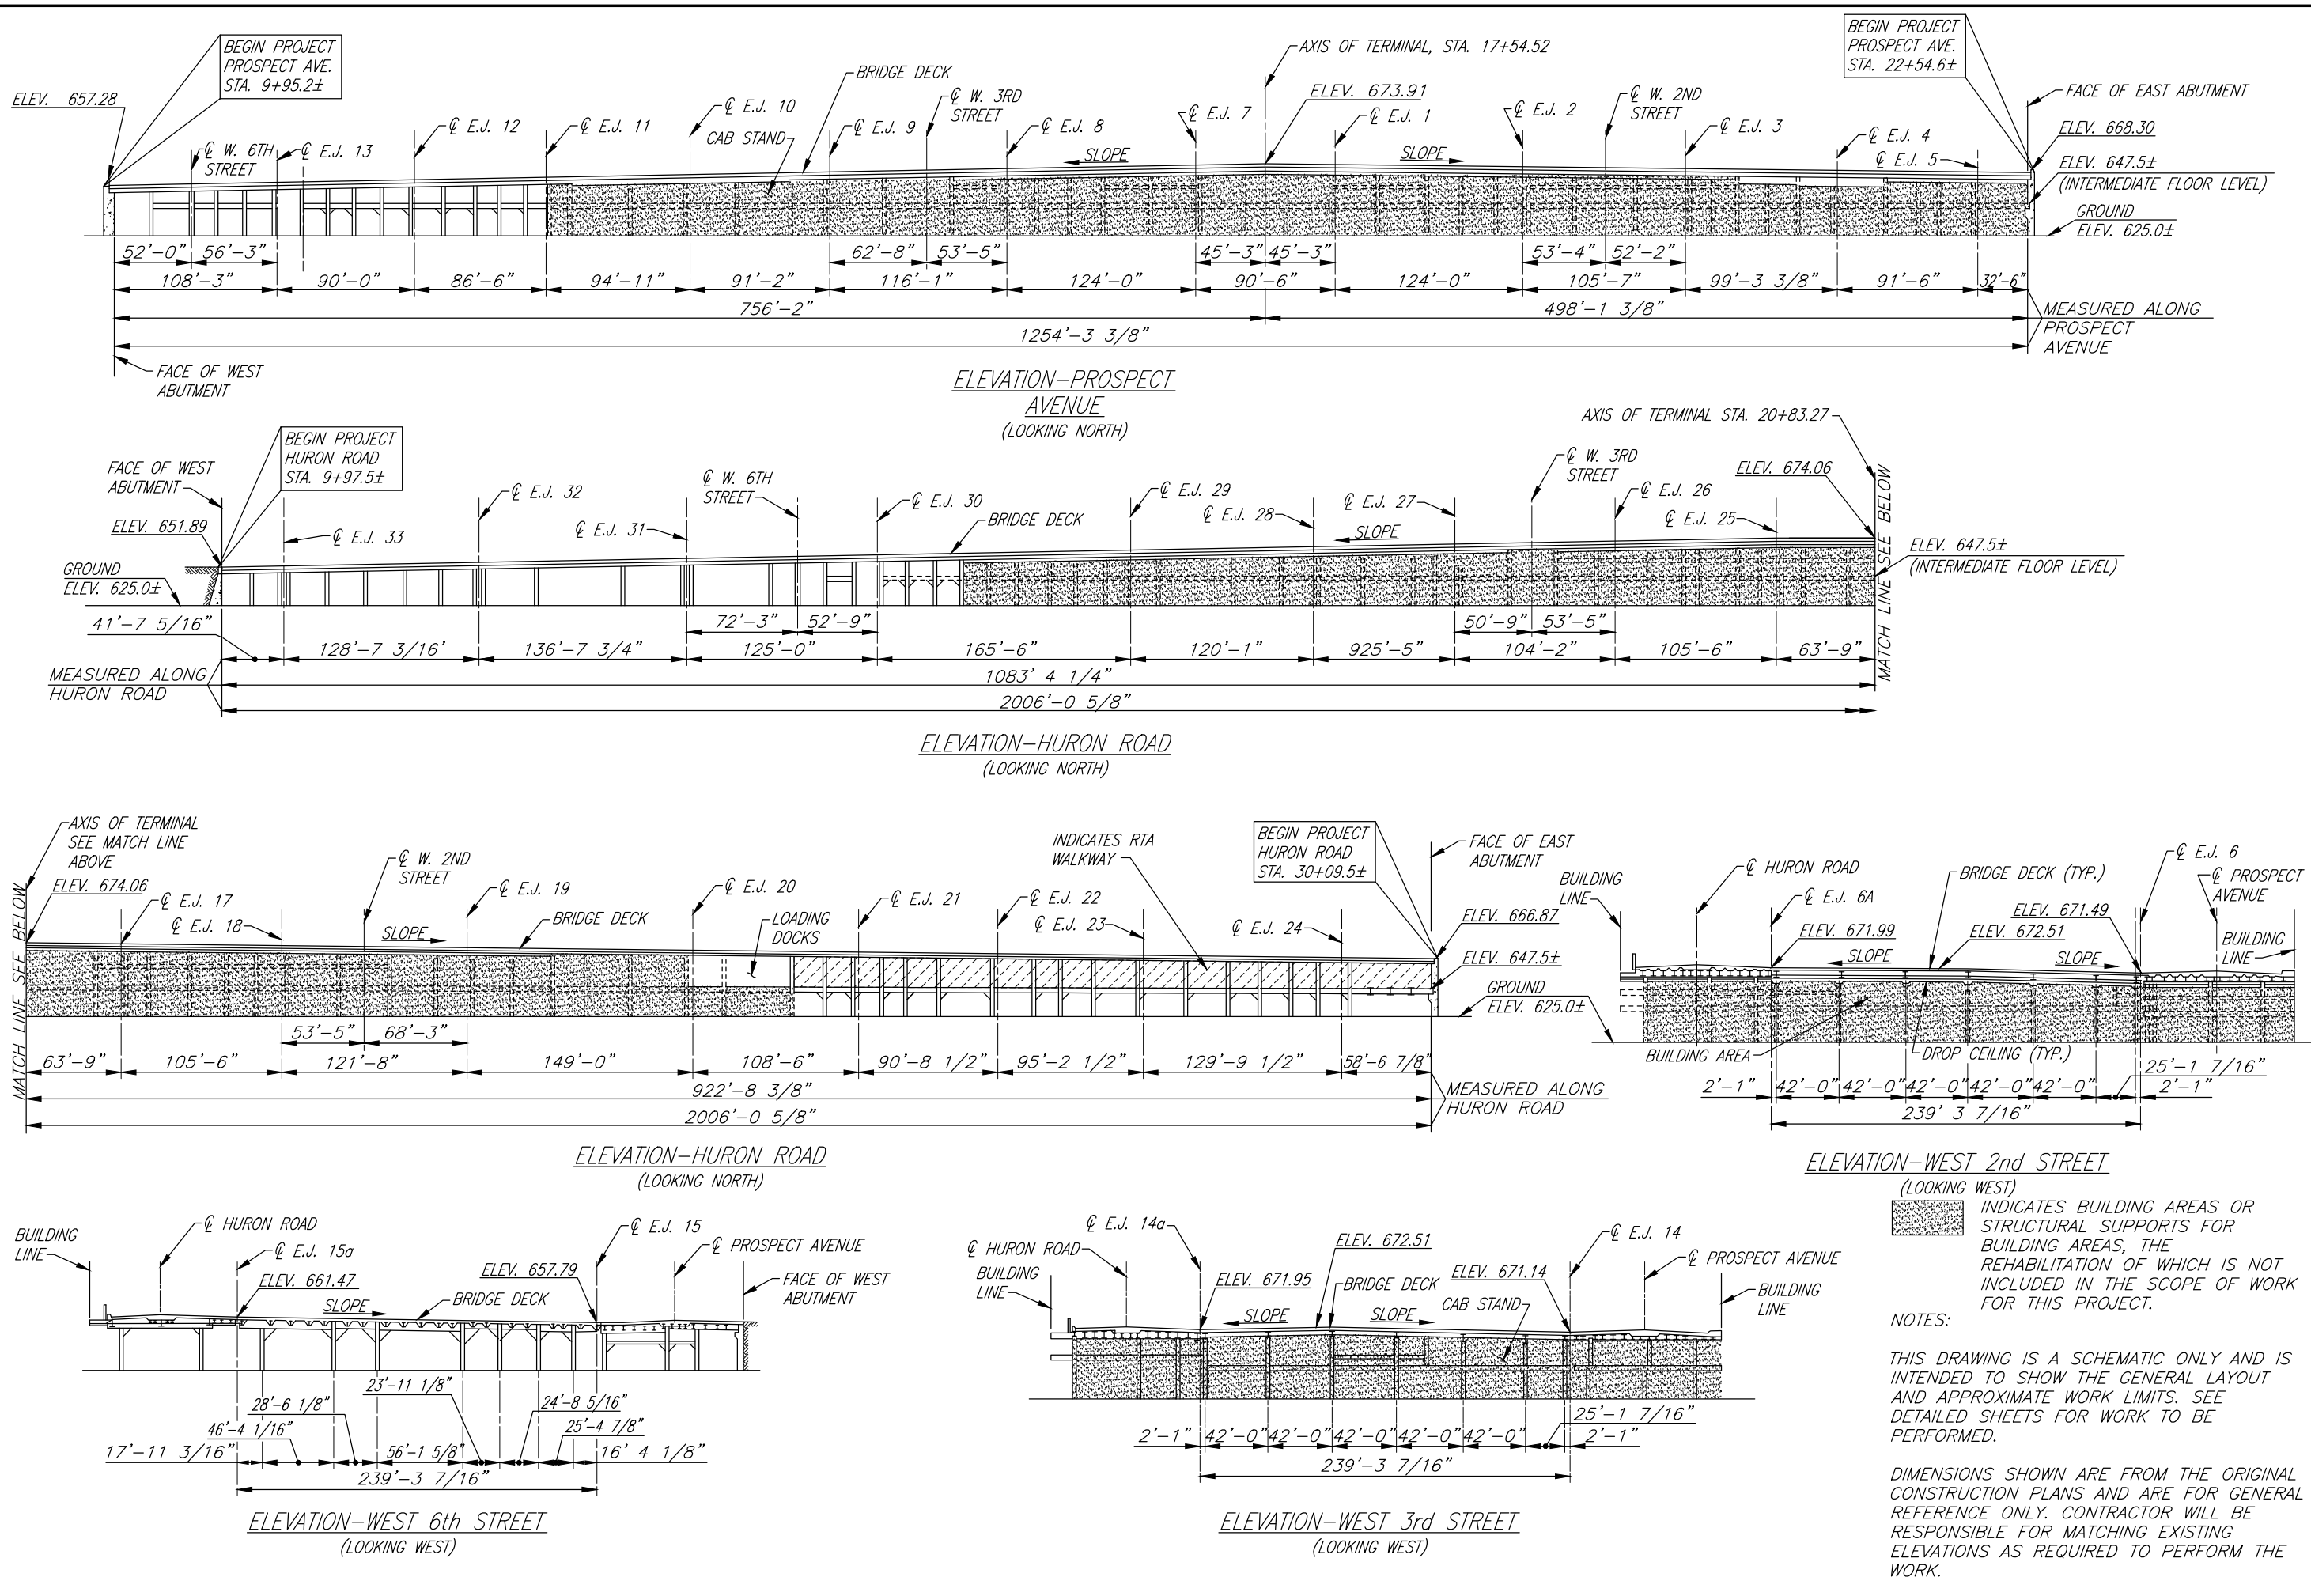 BEGIN PROJECT
PROSPECT AVE.
STA. 9+95.2±
ELEV. 657.28
℄ W. 6TH
STREET
℄ E.J. 13
℄ E.J. 12
℄ E.J. 11
℄ E.J. 10
CAB STAND
BRIDGE DECK
℄ E.J. 9
℄ W. 3RD
STREET
℄ E.J. 8
SLOPE
℄ E.J. 7
AXIS OF TERMINAL, STA. 17+54.52
ELEV. 673.91
℄ E.J. 1
SLOPE
℄ E.J. 2
℄ W. 2ND
STREET
℄ E.J. 3
℄ E.J. 4
℄ E.J. 5
BEGIN PROJECT
PROSPECT AVE.
STA. 22+54.6±
FACE OF EAST ABUTMENT
ELEV. 668.30
ELEV. 647.5±
(INTERMEDIATE FLOOR LEVEL)
GROUND
ELEV. 625.0±
52'-0" 56'-3" 62'-8" 53'-5" 45'-3" 45'-3" 53'-4" 52'-2"
108'-3" 90'-0" 86'-6" 94'-11" 91'-2" 116'-1" 124'-0" 90'-6" 124'-0" 105'-7" 99'-3 3/8" 91'-6" 32'-6"
756'-2" 498'-1 3/8"
1254'-3 3/8"
MEASURED ALONG
PROSPECT
AVENUE
FACE OF WEST
ABUTMENT
ELEVATION-PROSPECT
AVENUE
(LOOKING NORTH)
BEGIN PROJECT
HURON ROAD
STA. 9+97.5±
FACE OF WEST
ABUTMENT
ELEV. 651.89
GROUND
ELEV. 625.0±
℄ E.J. 33
℄ E.J. 32
℄ E.J. 31
℄ W. 6TH
STREET
℄ E.J. 30
BRIDGE DECK
℄ E.J. 29
℄ E.J. 28
℄ E.J. 27
SLOPE
℄ W. 3RD
STREET
℄ E.J. 26
℄ E.J. 25
AXIS OF TERMINAL STA. 20+83.27
ELEV. 674.06
MATCH LINE SEE BELOW
ELEV. 647.5±
(INTERMEDIATE FLOOR LEVEL)
72'-3" 52'-9" 50'-9" 53'-5"
41'-7 5/16" 128'-7 3/16' 136'-7 3/4" 125'-0" 165'-6" 120'-1" 925'-5" 104'-2" 105'-6" 63'-9"
1083' 4 1/4"
2006'-0 5/8"
MEASURED ALONG
HURON ROAD
ELEVATION-HURON ROAD
(LOOKING NORTH)
AXIS OF TERMINAL
SEE MATCH LINE
ABOVE
ELEV. 674.06
MATCH LINE SEE BELOW
℄ E.J. 17
℄ E.J. 18
℄ W. 2ND
STREET
SLOPE
℄ E.J. 19
BRIDGE DECK
℄ E.J. 20
LOADING
DOCKS
℄ E.J. 21
℄ E.J. 22
℄ E.J. 23
INDICATES RTA
WALKWAY
℄ E.J. 24
BEGIN PROJECT
HURON ROAD
STA. 30+09.5±
FACE OF EAST
ABUTMENT
ELEV. 666.87
ELEV. 647.5±
GROUND
ELEV. 625.0±
53'-5" 68'-3"
63'-9" 105'-6" 121'-8" 149'-0" 108'-6" 90'-8 1/2" 95'-2 1/2" 129'-9 1/2" 58'-6 7/8"
922'-8 3/8"
2006'-0 5/8"
MEASURED ALONG
HURON ROAD
ELEVATION-HURON ROAD
(LOOKING NORTH)
BUILDING
LINE
℄ HURON ROAD
℄ E.J. 6A
ELEV. 671.99
SLOPE
BRIDGE DECK (TYP.)
ELEV. 672.51
ELEV. 671.49
SLOPE
℄ E.J. 6
℄ PROSPECT
AVENUE
BUILDING
LINE
BUILDING AREA
DROP CEILING (TYP.)
25'-1 7/16"
2'-1" 42'-0" 42'-0" 42'-0" 42'-0" 42'-0" 2'-1"
239' 3 7/16"
ELEVATION-WEST 2nd STREET
(LOOKING WEST)
BUILDING
LINE
℄ HURON ROAD
℄ E.J. 15a
ELEV. 661.47
SLOPE
BRIDGE DECK
ELEV. 657.79
℄ E.J. 15
℄ PROSPECT AVENUE
FACE OF WEST
ABUTMENT
23'-11 1/8"
28'-6 1/8" 24'-8 5/16"
46'-4 1/16" 25'-4 7/8"
17'-11 3/16" 56'-1 5/8" 16' 4 1/8"
239'-3 7/16"
ELEVATION-WEST 6th STREET
(LOOKING WEST)
℄ HURON ROAD
BUILDING
LINE
℄ E.J. 14a
ELEV. 671.95
SLOPE
ELEV. 672.51
BRIDGE DECK
SLOPE
ELEV. 671.14
CAB STAND
℄ E.J. 14
℄ PROSPECT AVENUE
BUILDING
LINE
25'-1 7/16"
2'-1" 42'-0" 42'-0" 42'-0" 42'-0" 42'-0" 2'-1"
239'-3 7/16"
ELEVATION-WEST 3rd STREET
(LOOKING WEST)
INDICATES BUILDING AREAS OR
STRUCTURAL SUPPORTS FOR
BUILDING AREAS, THE
REHABILITATION OF WHICH IS NOT
INCLUDED IN THE SCOPE OF WORK
FOR THIS PROJECT.
NOTES:
THIS DRAWING IS A SCHEMATIC ONLY AND IS
INTENDED TO SHOW THE GENERAL LAYOUT
AND APPROXIMATE WORK LIMITS. SEE
DETAILED SHEETS FOR WORK TO BE
PERFORMED.
DIMENSIONS SHOWN ARE FROM THE ORIGINAL
CONSTRUCTION PLANS AND ARE FOR GENERAL
REFERENCE ONLY. CONTRACTOR WILL BE
RESPONSIBLE FOR MATCHING EXISTING
ELEVATIONS AS REQUIRED TO PERFORM THE
WORK.